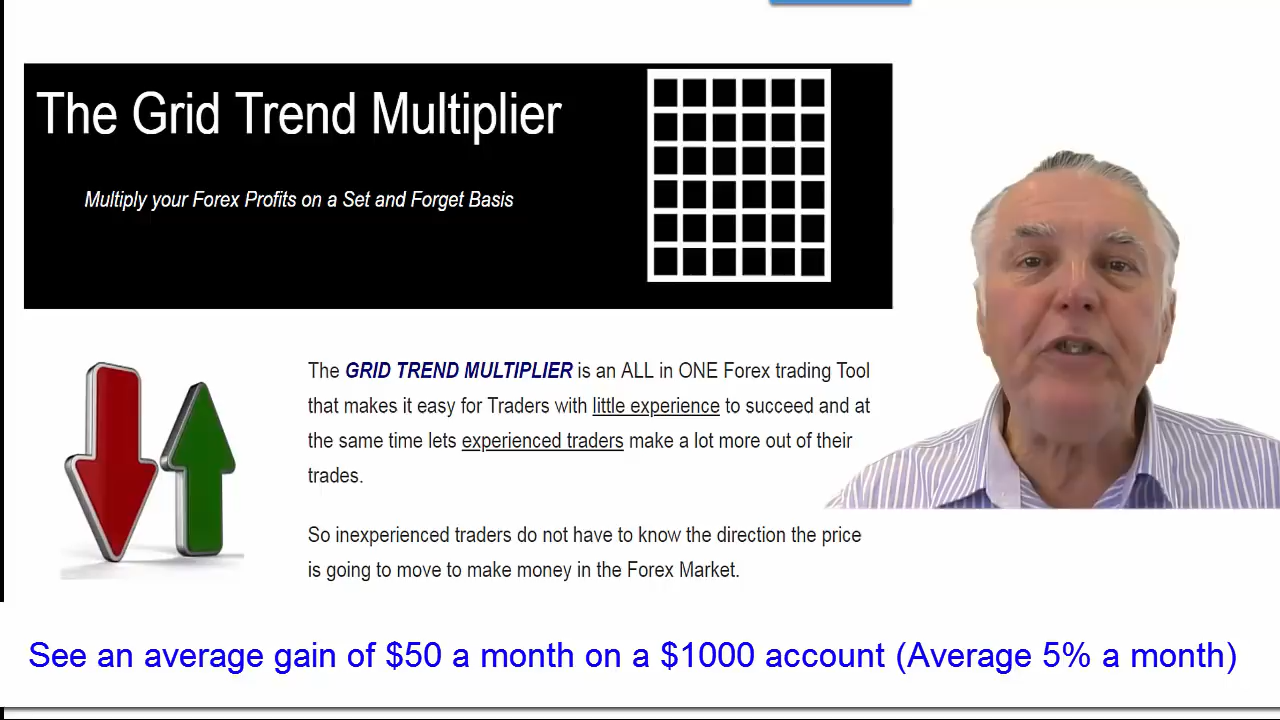 The Grid Trend Multiplier
Multiply your Forex Profits on a Set and Forget Basis
The GRID TREND MULTIPLIER is an ALL in ONE Forex trading Tool
that makes it easy for Traders with little experience to succeed and at
the same time lets experienced traders make a lot more out of their
trades.
So inexperienced traders do not have to know the direction the price
is going to move to make money in the Forex Market.
See an average gain of $50 a month on a $1000 account (Average 5% a month)